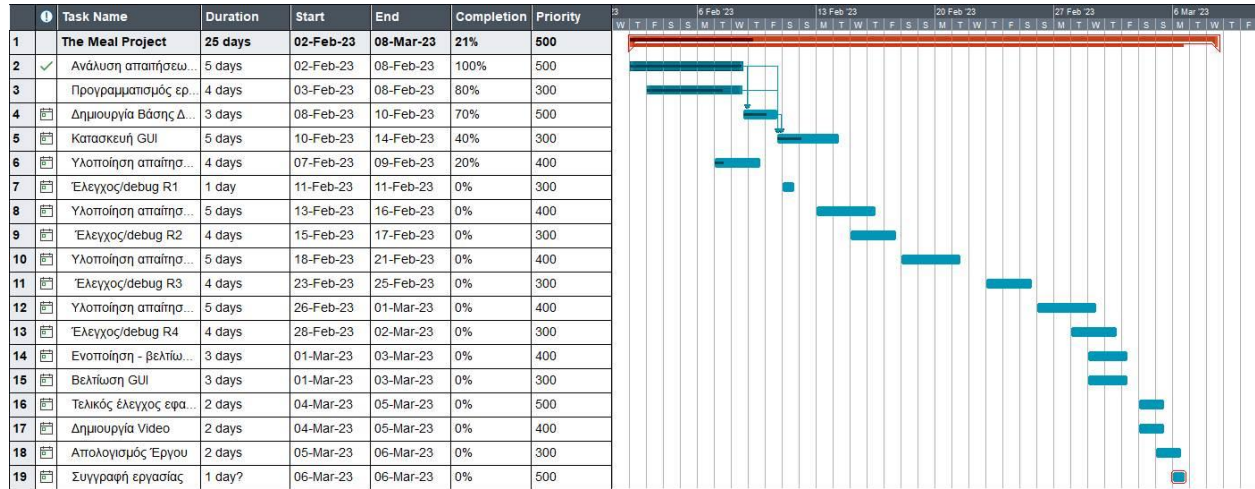 Task Name Duration Start End Completion Priority 6 Feb '23 13 Feb '23 20 Feb '23 27 Feb '23 6 Mar '23
W T F S S M T W T F S S M T W T F S S M T W T F S S M T W T F S S M T W T F
1 The Meal Project 25 days 02-Feb-23 08-Mar-23 21% 500
2 Ανάλυση απαιτήσεω... 5 days 02-Feb-23 08-Feb-23 100% 500
3 Προγραμματισμός ερ... 4 days 03-Feb-23 08-Feb-23 80% 300
4 Δημιουργία Βάσης Δ... 3 days 08-Feb-23 10-Feb-23 70% 500
5 Κατασκευή GUI 5 days 10-Feb-23 14-Feb-23 40% 300
6 Υλοποίηση απαίτησ... 4 days 07-Feb-23 09-Feb-23 20% 400
7 Έλεγχος/debug R1 1 day 11-Feb-23 11-Feb-23 0% 300
8 Υλοποίηση απαίτησ... 5 days 13-Feb-23 16-Feb-23 0% 400
9 Έλεγχος/debug R2 4 days 15-Feb-23 17-Feb-23 0% 300
10 Υλοποίηση απαίτησ... 5 days 18-Feb-23 21-Feb-23 0% 400
11 Έλεγχος/debug R3 4 days 23-Feb-23 25-Feb-23 0% 300
12 Υλοποίηση απαίτησ... 5 days 26-Feb-23 01-Mar-23 0% 400
13 Έλεγχος/debug R4 4 days 28-Feb-23 02-Mar-23 0% 300
14 Ενοποίηση - βελτίω... 3 days 01-Mar-23 03-Mar-23 0% 400
15 Βελτίωση GUI 3 days 01-Mar-23 03-Mar-23 0% 300
16 Τελικός έλεγχος εφα... 2 days 04-Mar-23 05-Mar-23 0% 500
17 Δημιουργία Video 2 days 04-Mar-23 05-Mar-23 0% 400
18 Απολογισμός Έργου 2 days 05-Mar-23 06-Mar-23 0% 300
19 Συγγραφή εργασίας 1 day? 06-Mar-23 06-Mar-23 0% 500